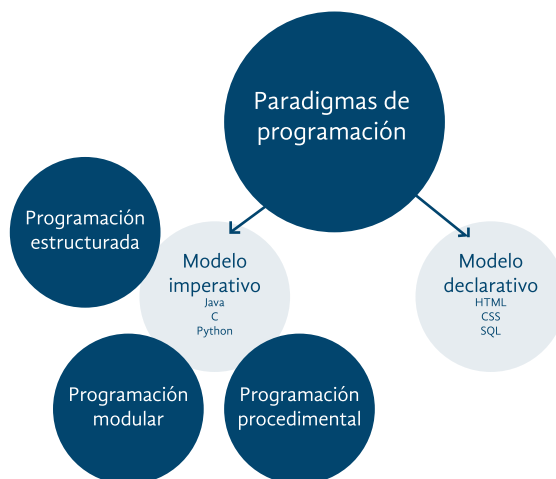 Paradigmas de
programación
Programación
estructurada
Modelo
imperativo
Java
C
Python
Modelo
declarativo
HTML
CSS
SQL
Programación
modular
Programación
procedimental